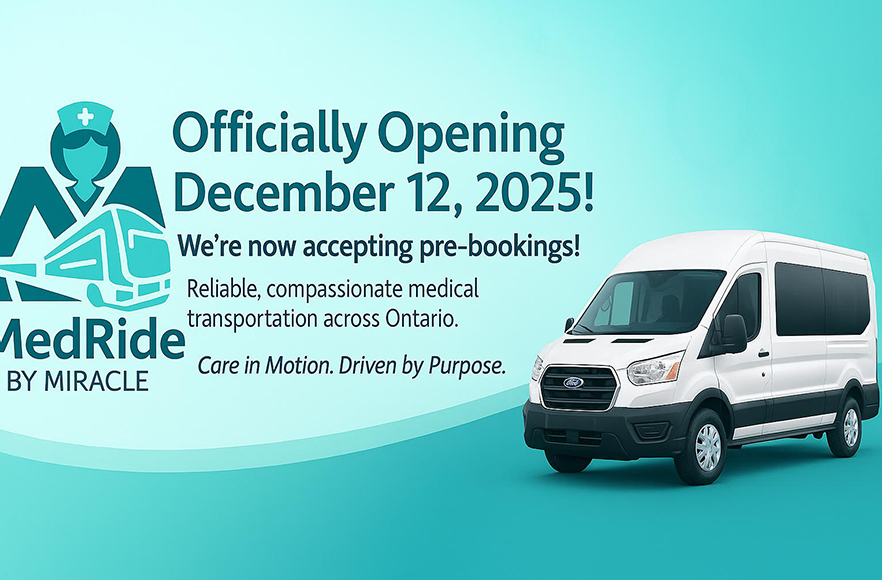 Officially Opening
December 12, 2025!
We're now accepting pre-bookings!
Reliable, compassionate medical
transportation across Ontario.
Care in Motion. Driven by Purpose.
MedRide
BY MIRACLE
Ford